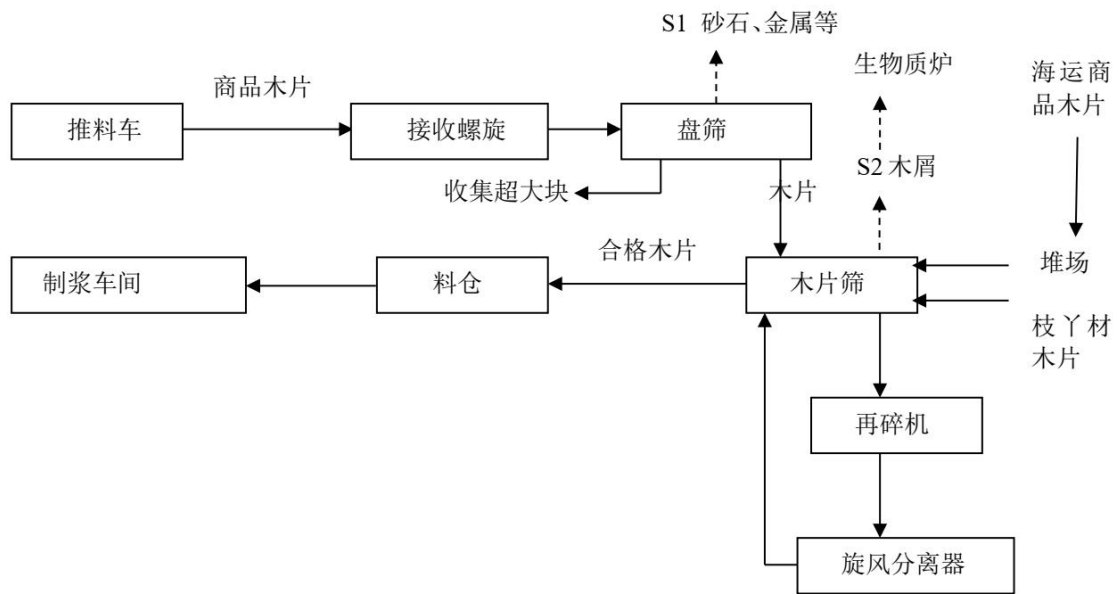 S1 砂石、金属等
生物质炉
海运商
品木片
商品木片
推料车
接收螺旋
盘筛
S2 木屑
收集超大块
木片
合格木片
堆场
制浆车间
料仓
木片筛
枝丫材
木片
再碎机
旋风分离器